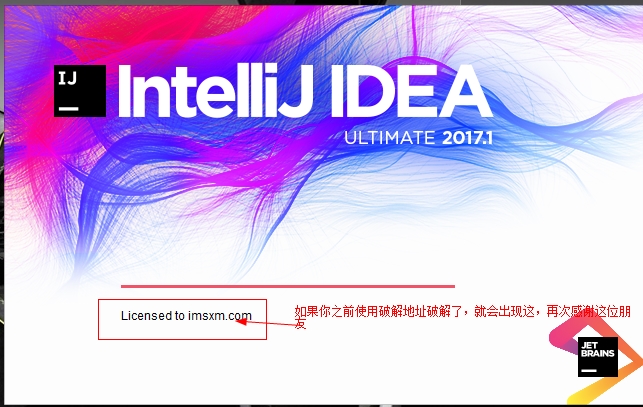 IJ
IntelliJ IDEA
ULTIMATE 2017.1
Licensed to imsxm.com
如果你之前使用破解地址破解了，就会出现这，再次感谢这位朋
友
JET
BRAINS